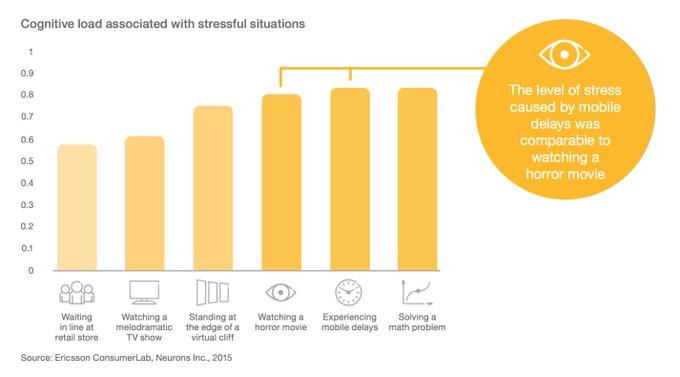 Cognitive load associated with stressful situations
1
0.9
0.8
0.7
0.6
0.5
0.4
0.3
0.2
0.1
0
Waiting
in line at
retail store
Watching a
melodramatic
TV show
Standing at
the edge of a
virtual cliff
Watching a
horror movie
Experiencing
mobile delays
Solving a
math problem
The level of stress
caused by mobile
delays was
comparable to
watching a
horror movie
Source: Ericsson ConsumerLab, Neurons Inc., 2015